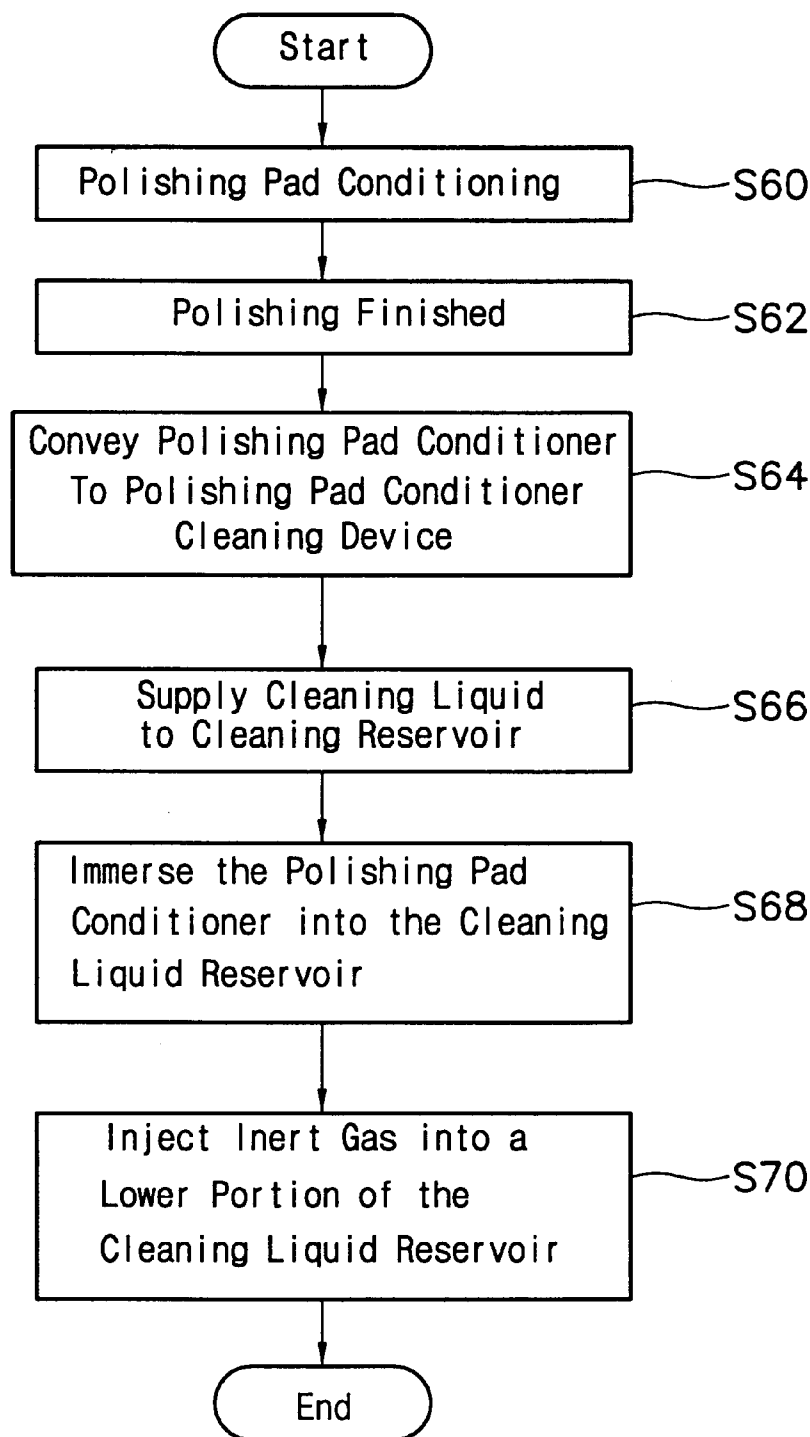 Start
Polishing Pad Conditioning
S60
Polishing Finished
S62
Convey Polishing Pad Conditioner
To Polishing Pad Conditioner
Cleaning Device
S64
Supply Cleaning Liquid
to Cleaning Reservoir
S66
Immerse the Polishing Pad
Conditioner into the Cleaning
Liquid Reservoir
S68
Inject Inert Gas into a
Lower Portion of the
Cleaning Liquid Reservoir
S70
End